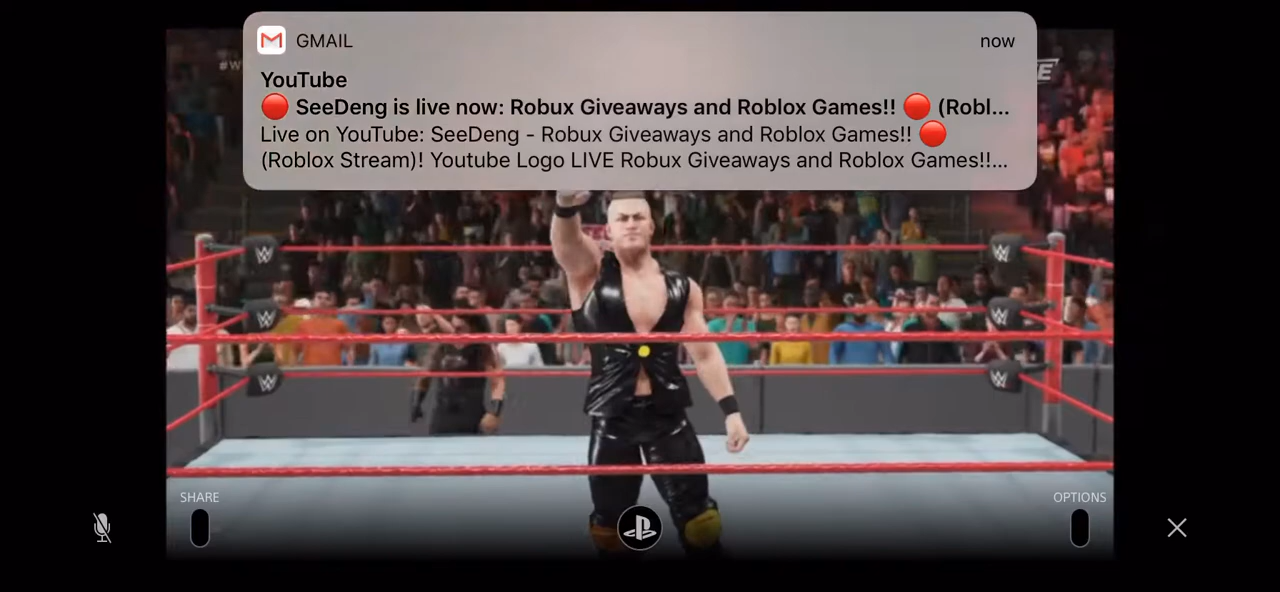 GMAIL
now
YouTube
🔴 SeeDeng is live now: Robux Giveaways and Roblox Games!! 🔴 (Robl...
Live on YouTube: SeeDeng - Robux Giveaways and Roblox Games!! 🔴
(Roblox Stream)! Youtube Logo LIVE Robux Giveaways and Roblox Games!!...
SHARE
OPTIONS